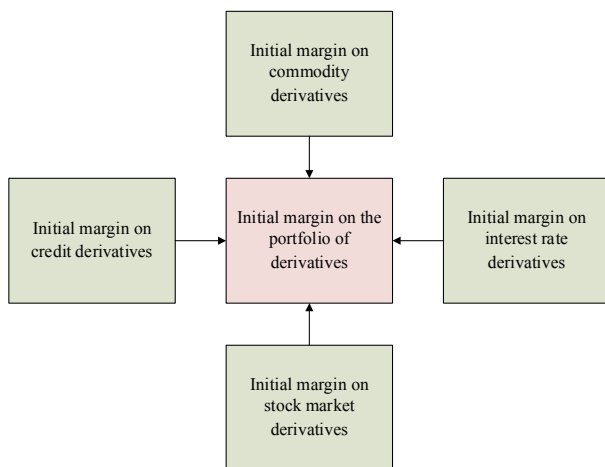 Initial margin on
commodity
derivatives
Initial margin on
credit derivatives
Initial margin on the
portfolio of
derivatives
Initial margin on
interest rate
derivatives
Initial margin on
stock market
derivatives